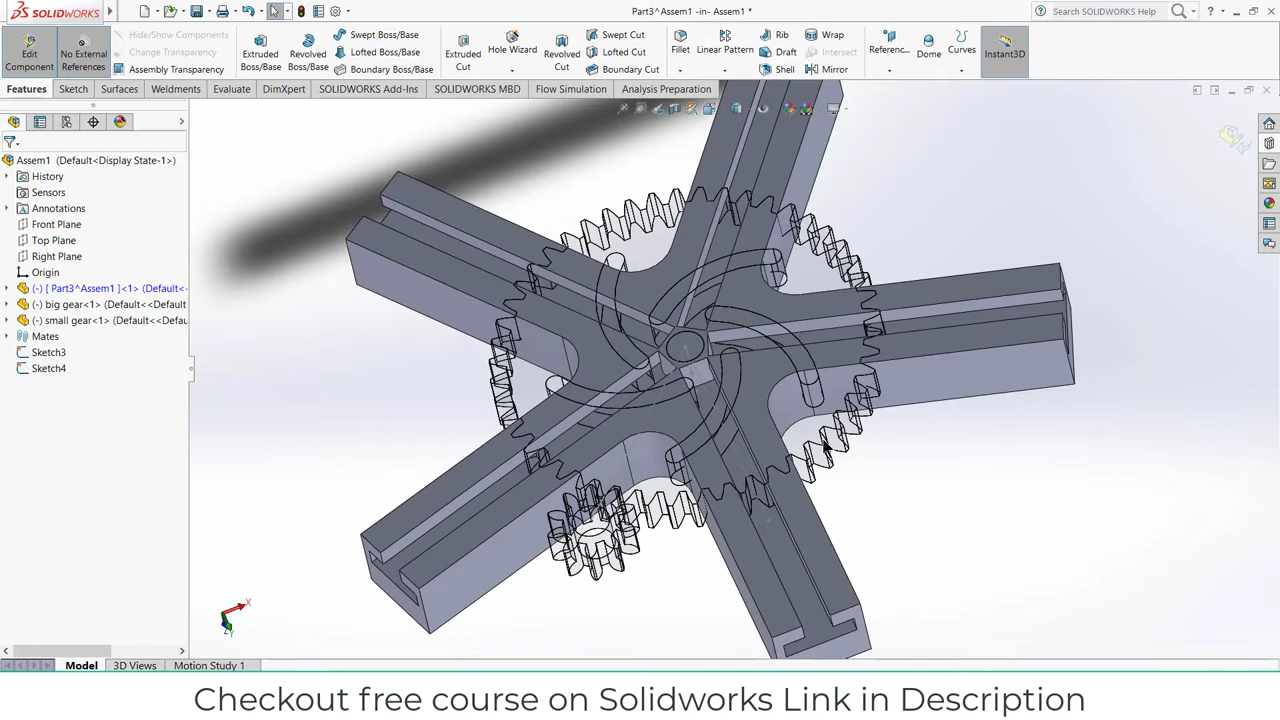 SOLIDWORKS
Part3^Assem1 -in- Assem1 *
Search SOLIDWORKS Help
Edit Component
No External References
Hide/Show Components
Change Transparency
Assembly Transparency
Extruded Boss/Base
Revolved Boss/Base
Swept Boss/Base
Lofted Boss/Base
Boundary Boss/Base
Extruded Cut
Hole Wizard
Revolved Cut
Swept Cut
Lofted Cut
Boundary Cut
Fillet
Linear Pattern
Rib
Draft
Shell
Wrap
Intersect
Mirror
Referenc...
Dome
Curves
Instant3D
Features
Sketch
Surfaces
Weldments
Evaluate
DimXpert
SOLIDWORKS Add-Ins
SOLIDWORKS MBD
Flow Simulation
Analysis Preparation
Assem1 (Default<Display State-1>)
History
Sensors
Annotations
Front Plane
Top Plane
Right Plane
Origin
(-) [ Part3^Assem1 ]<1> (Default<
(-) big gear<1> (Default<<Default
(-) small gear<1> (Default<<Defau
Mates
Sketch3
Sketch4
X
Y
Model
3D Views
Motion Study 1
Checkout free course on Solidworks Link in Description